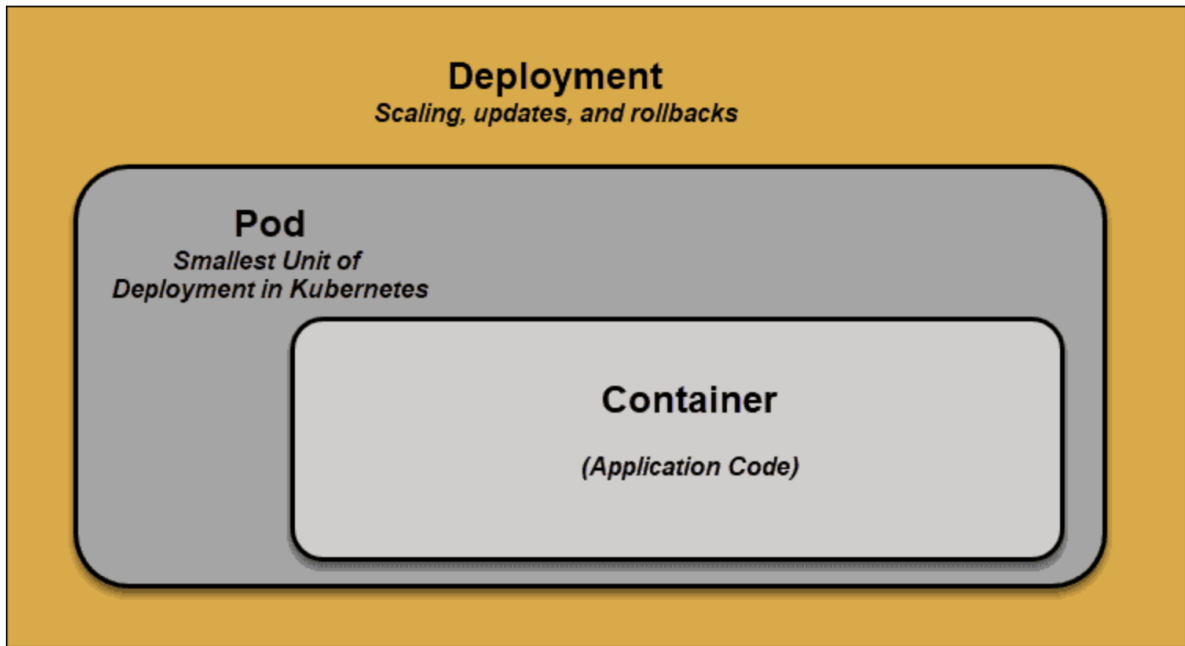 Deployment
Scaling, updates, and rollbacks
Pod
Smallest Unit of
Deployment in Kubernetes
Container
(Application Code)